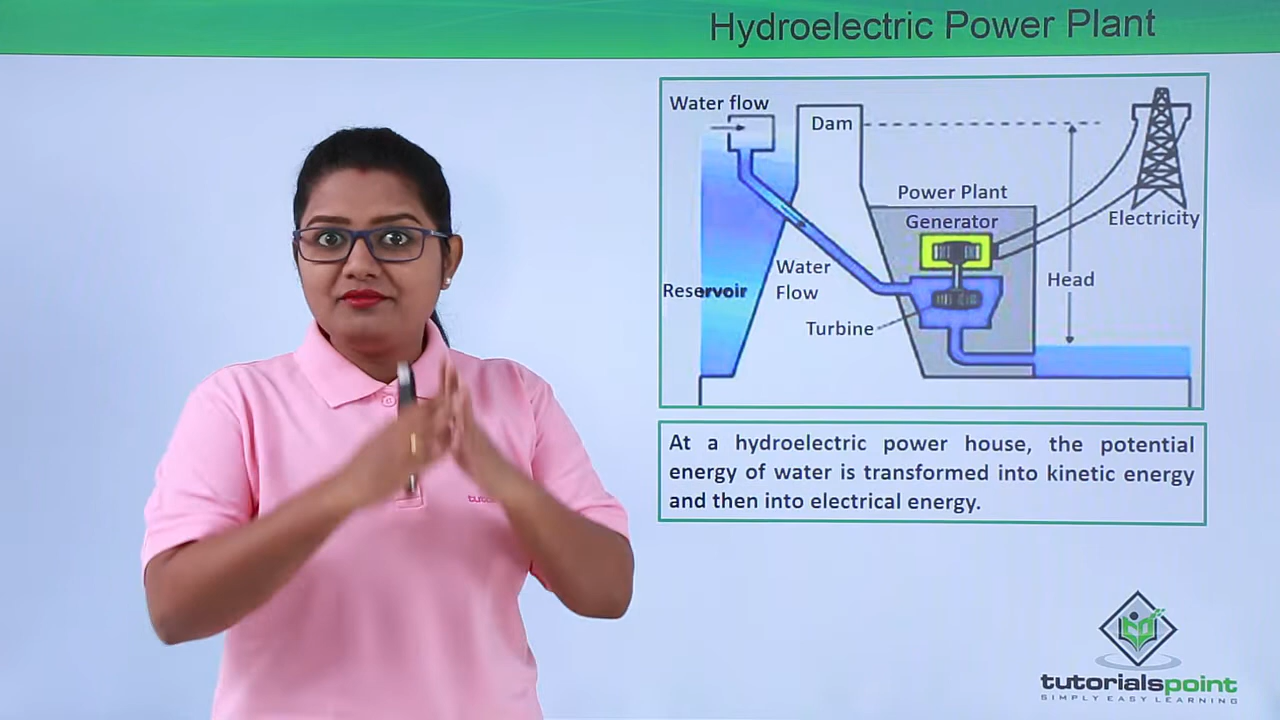 Hydroelectric Power Plant
Water flow
Dam
Power Plant
Generator
Electricity
Water
Flow
Reservoir
Head
Turbine
At a hydroelectric power house, the potential
energy of water is transformed into kinetic energy
and then into electrical energy.
tutorialspoint
SIMPLY EASY LEARNING